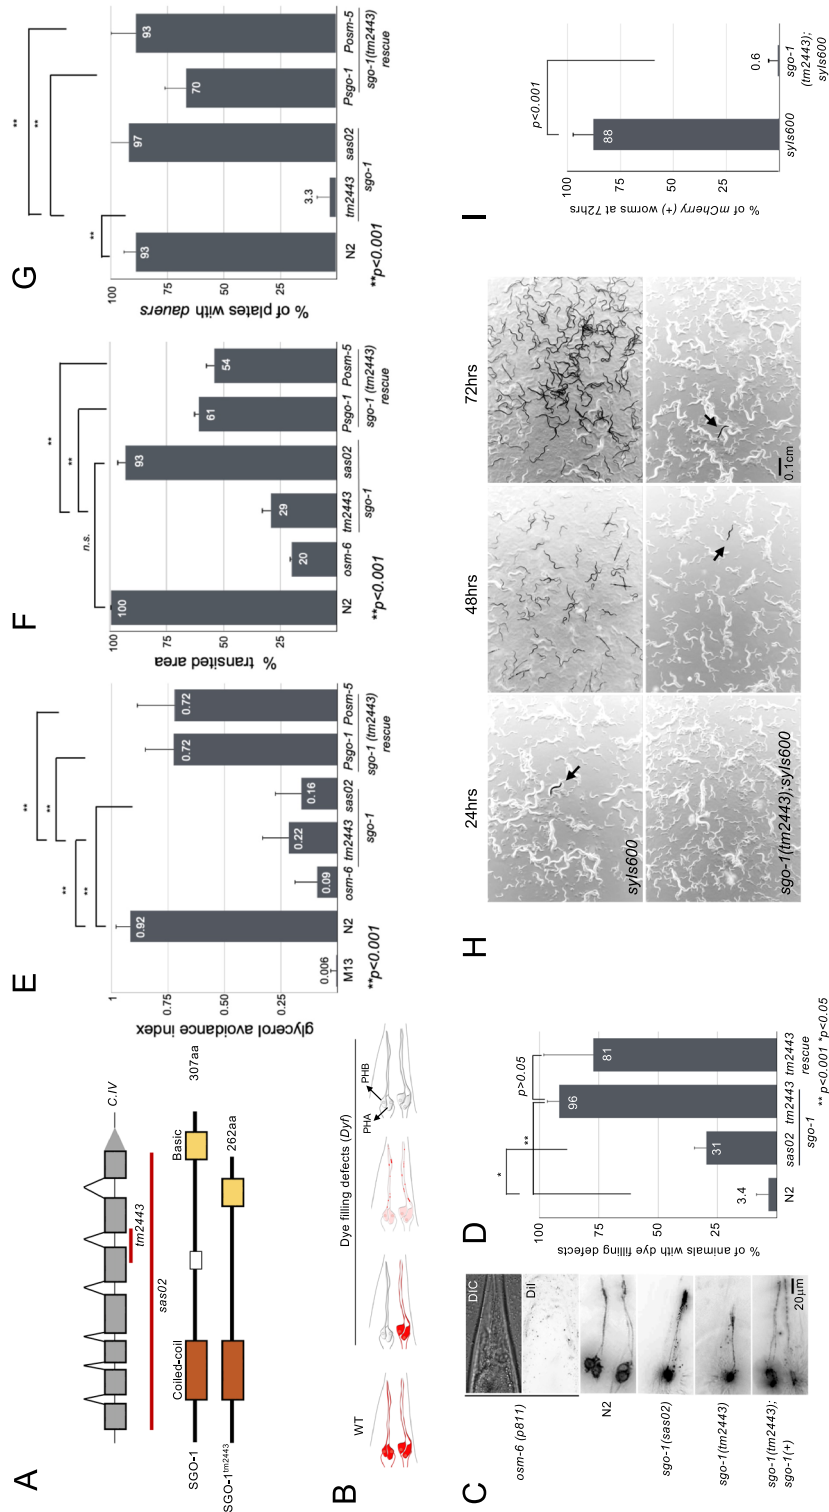 A
C.IV
tm2443
sas02
Coiled-coil
Basic
SGO-1
307aa
SGO-1tm2443
262aa
B
WT
Dye filling defects (Dyf)
PHA
PHB
C
osm-6 (p811)
DIC
DiI
N2
sgo-1(sas02)
sgo-1(tm2443)
sgo-1(tm2443);
sgo-1(+)
20µm
D
% of animals with dye filling defects
100
75
50
25
*
**
p>0.05
3.4
31
96
81
N2
sas02
tm2443
tm2443
rescue
sgo-1
** p<0.001 *p<0.05
E
glycerol avoidance index
1
0.75
0.50
0.25
**
**
**
**
0.006
0.92
0.09
0.22
0.16
0.72
0.72
M13
N2
osm-6
tm2443
sas02
Psgo-1
Posm-5
sgo-1
sgo-1 (tm2443)
rescue
**p<0.001
F
% transited area
100
75
50
25
n.s.
**
**
100
20
29
93
61
54
N2
osm-6
tm2443
sas02
Psgo-1
Posm-5
sgo-1
sgo-1 (tm2443)
rescue
**p<0.001
G
% of plates with dauers
100
75
50
25
**
**
**
93
3.3
97
70
93
N2
tm2443
sas02
Psgo-1
Posm-5
sgo-1
sgo-1(tm2443)
rescue
**p<0.001
H
24hrs
48hrs
72hrs
syIs600
sgo-1(tm2443);syIs600
0.1cm
I
% of mCherry (+) worms at 72hrs
100
75
50
25
p<0.001
88
0.6
syIs600
sgo-1
(tm2443);
syIs600